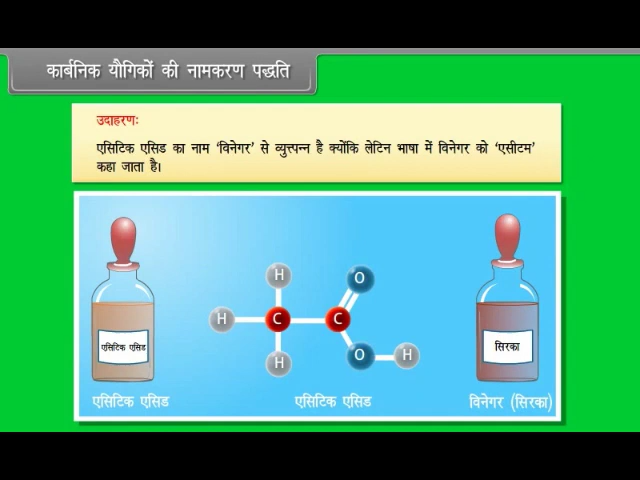 कार्बनिक यौगिकों की नामकरण पद्धति
उदाहरणः
एसिटिक एसिड का नाम ‘विनेगर’ से व्युत्त्पन्न है क्योंकि लेटिन भाषा में विनेगर को ‘एसीटम’
कहा जाता है।
H
O
H
C
C
H
O
H
एसिटिक एसिड
सिरका
एसिटिक एसिड
एसिटिक एसिड
विनेगर (सिरका)